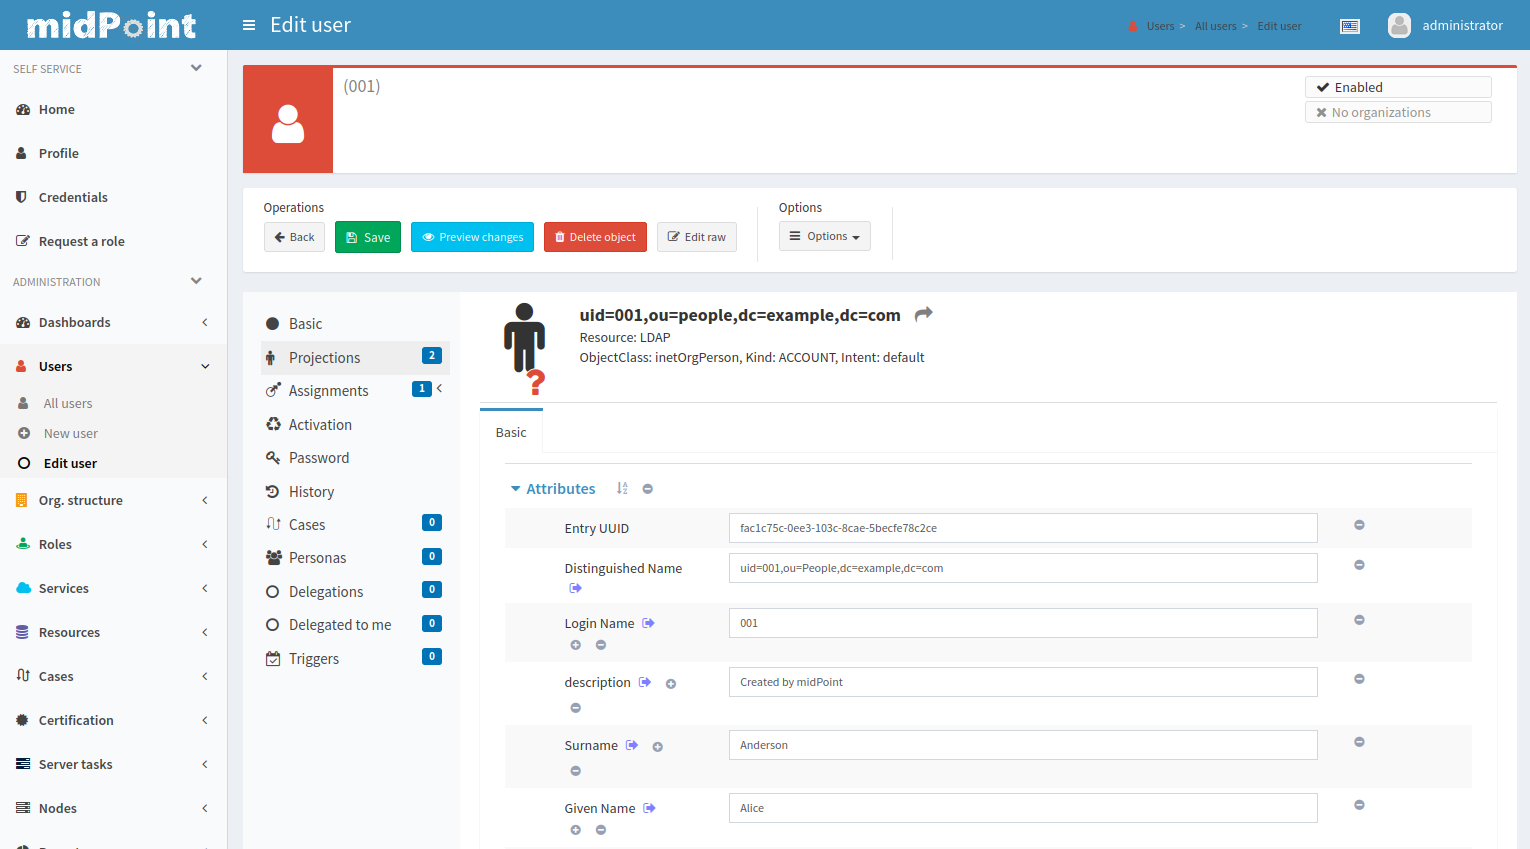 midPoint
Edit user
Users > All users > Edit user
administrator
SELF SERVICE
Home
Profile
Credentials
Request a role
ADMINISTRATION
Dashboards
Users
All users
New user
Edit user
Org. structure
Roles
Services
Resources
Cases
Certification
Server tasks
Nodes
(001)
Enabled
No organizations
Operations
Back
Save
Preview changes
Delete object
Edit raw
Options
Options
Basic
Projections 2
Assignments 1
Activation
Password
History
Cases 0
Personas 0
Delegations 0
Delegated to me 0
Triggers 0
uid=001,ou=people,dc=example,dc=com
Resource: LDAP
ObjectClass: inetOrgPerson, Kind: ACCOUNT, Intent: default
Basic
Attributes
Entry UUID fac1c75c-0ee3-103c-8cae-5becfe78c2ce
Distinguished Name uid=001,ou=People,dc=example,dc=com
Login Name 001
description Created by midPoint
Surname Anderson
Given Name Alice